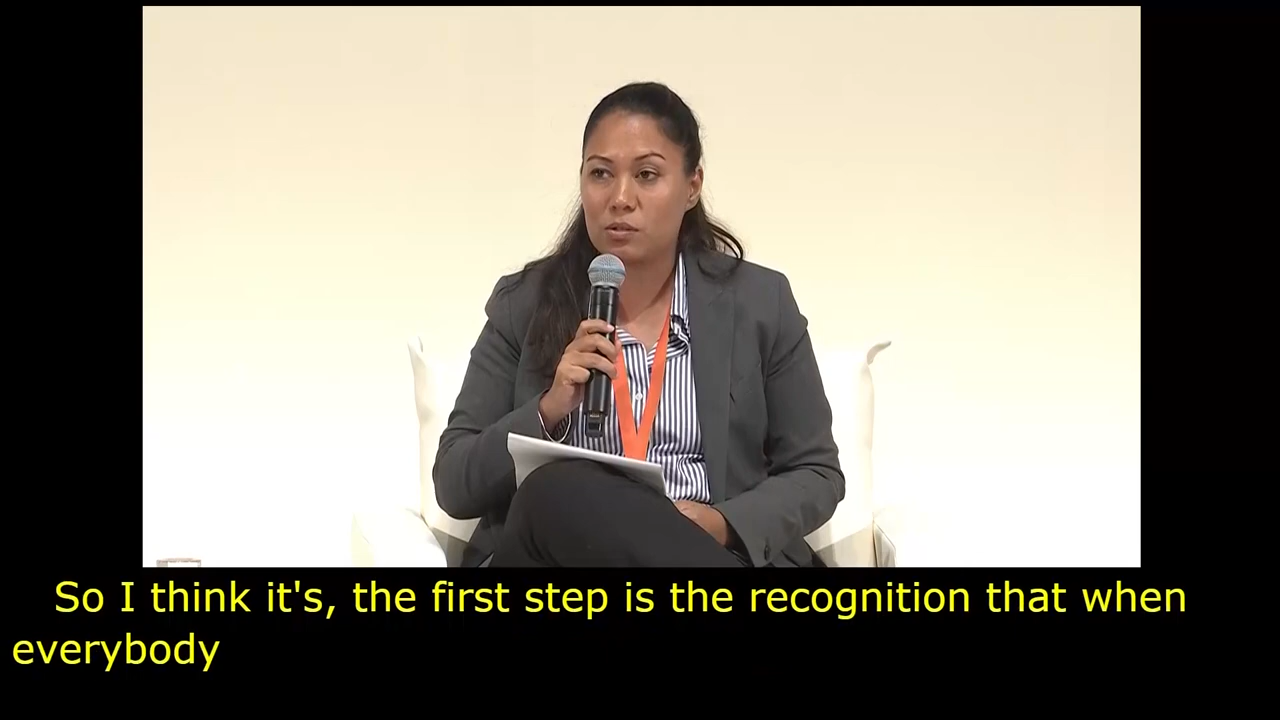 So I think it's, the first step is the recognition that when
everybody